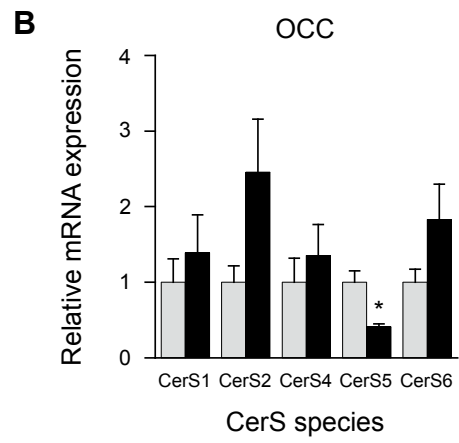 B
OCC
Relative mRNA expression
4
3
2
1
0
*
CerS1 CerS2 CerS4 CerS5 CerS6
CerS species